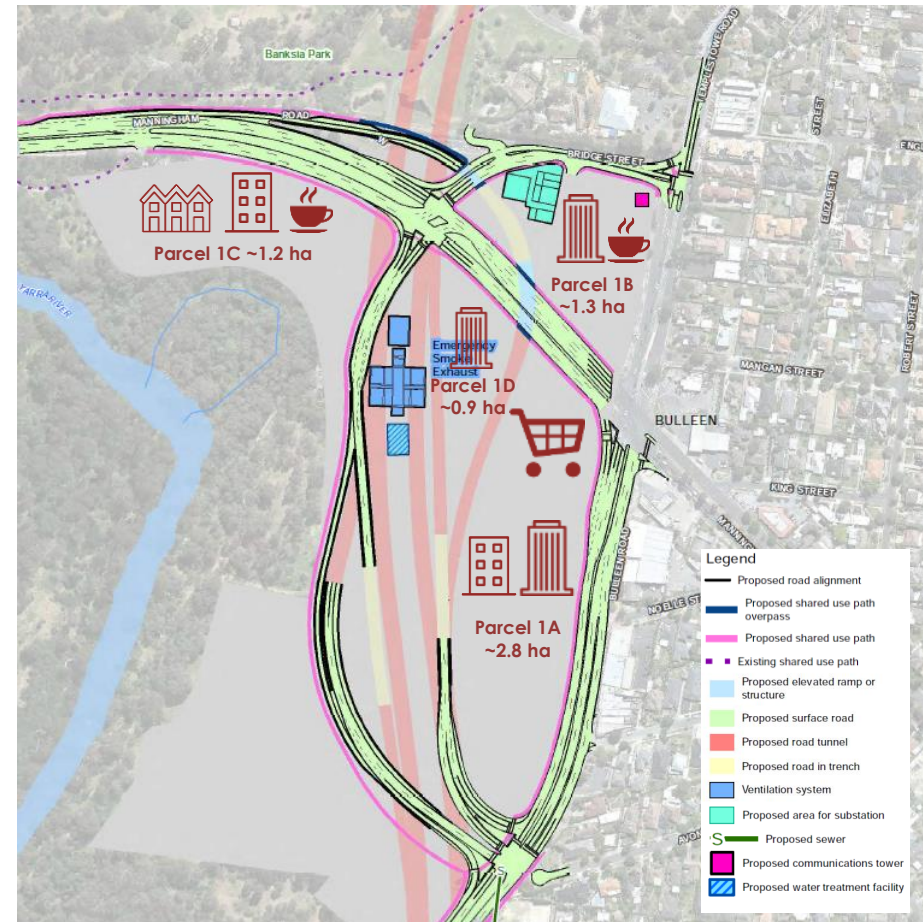 Banksia Park
TEMPLESTOWE ROAD
MANNINGHAM
ROAD
W
BRIDGE STREET
STREET
ELIZABETH
Parcel 1C ~1.2 ha
Parcel 1B
~1.3 ha
YARRA RIVER
ROBERT STREET
Emergency
Smoke
Exhaust
Parcel 1D
~0.9 ha
MANGAN STREET
BULLEEN
KING STREET
BULLEEN ROAD
Parcel 1A
~2.8 ha
S
Legend
Proposed road alignment
Proposed shared use path
overpass
Proposed shared use path
Existing shared use path
Proposed elevated ramp or
structure
Proposed surface road
Proposed road tunnel
Proposed road in trench
Ventilation system
Proposed area for substation
S
Proposed sewer
Proposed communications tower
Proposed water treatment facility